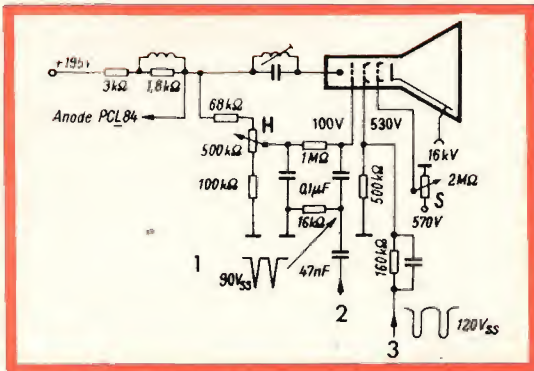 +195V
3kΩ
1,8kΩ
Anode PCL84
68kΩ
H
500kΩ
100kΩ
100V
530V
1MΩ
0,1µF
16kΩ
500kΩ
16kV
2MΩ
S
570V
160kΩ
1
90Vss
47nF
2
3
120Vss